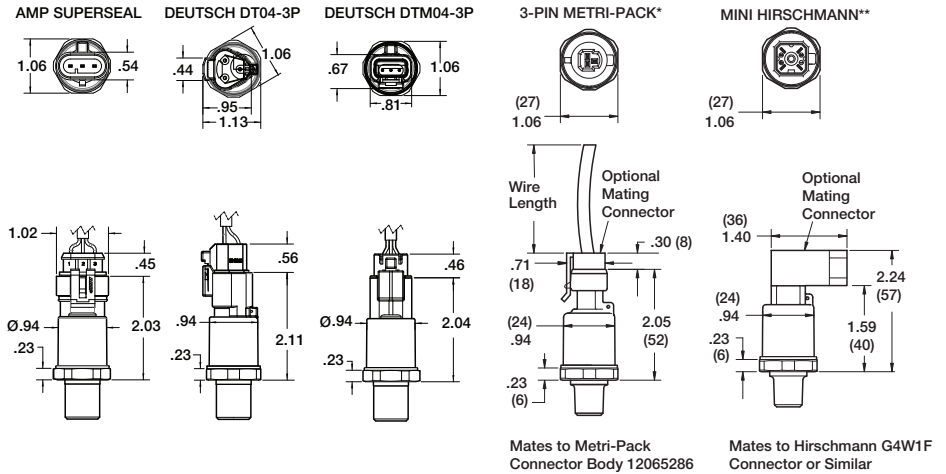 AMP SUPERSEAL
DEUTSCH DT04-3P
DEUTSCH DTM04-3P
3-PIN METRI-PACK*
MINI HIRSCHMANN**
1.06
.54
.44
1.06
.95
1.13
.67
1.06
.81
(27)
1.06
(27)
1.06
1.02
.45
Ø.94
2.03
.23
.56
.94
2.11
.23
.46
Ø.94
2.04
.23
Wire
Length
Optional
Mating
Connector
.30 (8)
.71
(18)
(24)
.94
2.05
(52)
.23
(6)
Optional
Mating
Connector
(36)
1.40
2.24
(57)
(24)
.94
1.59
(40)
.23
(6)
Mates to Metri-Pack
Connector Body 12065286
Mates to Hirschmann G4W1F
Connector or Similar